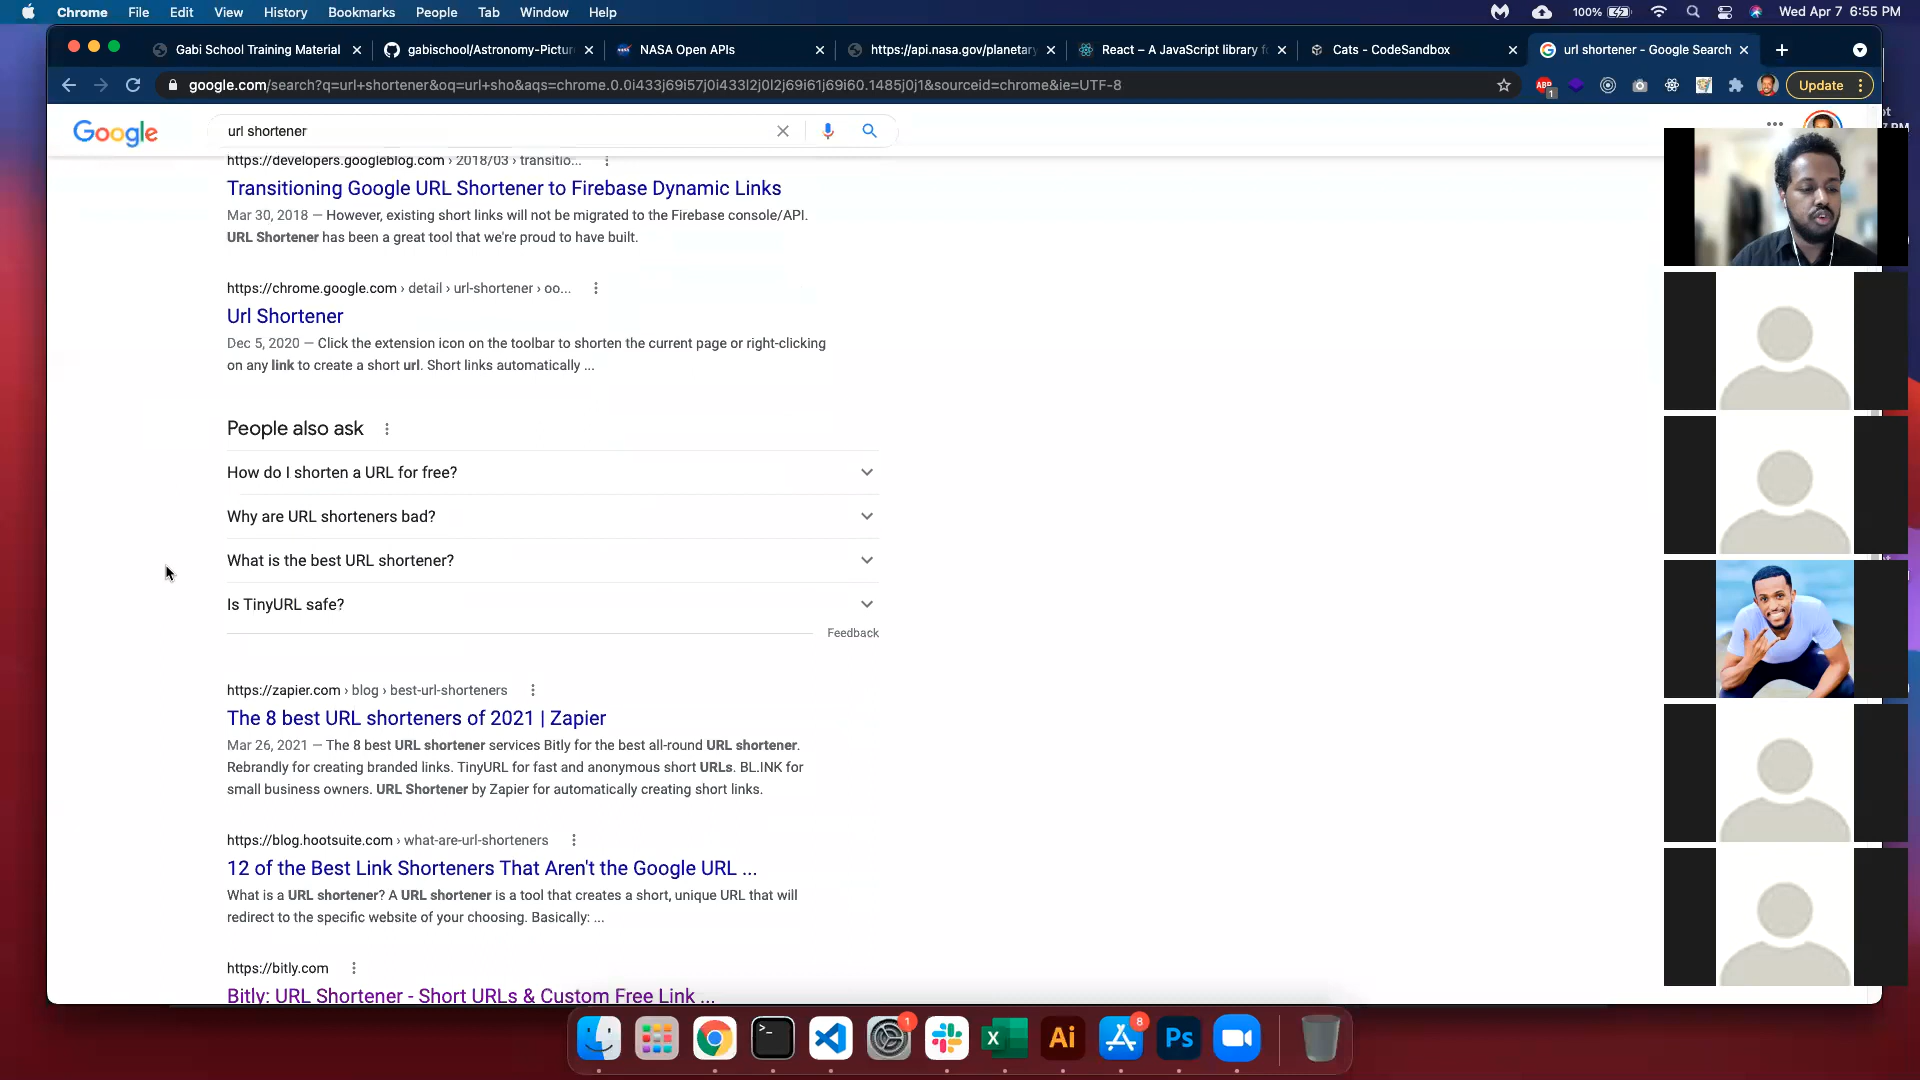 Chrome File Edit View History Bookmarks People Tab Window Help
100%
Wed Apr 7 6:55 PM
Gabi School Training Material
gabischool/Astronomy-Pictur
NASA Open APIs
https://api.nasa.gov/planetary
React – A JavaScript library f
Cats - CodeSandbox
url shortener - Google Search
google.com/search?q=url+shortener&oq=url+sho&aqs=chrome.0.0i433j69i57j0i433l2j0l2j69i61j69i60.1485j0j1&sourceid=chrome&ie=UTF-8
ABP
1
Update
Google
url shortener
https://developers.googleblog.com › 2018/03 › transitio...
Transitioning Google URL Shortener to Firebase Dynamic Links
Mar 30, 2018 — However, existing short links will not be migrated to the Firebase console/API.
URL Shortener has been a great tool that we're proud to have built.
https://chrome.google.com › detail › url-shortener › oo...
Url Shortener
Dec 5, 2020 — Click the extension icon on the toolbar to shorten the current page or right-clicking
on any link to create a short url. Short links automatically ...
People also ask
How do I shorten a URL for free?
Why are URL shorteners bad?
What is the best URL shortener?
Is TinyURL safe?
Feedback
https://zapier.com › blog › best-url-shorteners
The 8 best URL shorteners of 2021 | Zapier
Mar 26, 2021 — The 8 best URL shortener services Bitly for the best all-round URL shortener.
Rebrandly for creating branded links. TinyURL for fast and anonymous short URLs. BL.INK for
small business owners. URL Shortener by Zapier for automatically creating short links.
https://blog.hootsuite.com › what-are-url-shorteners
12 of the Best Link Shorteners That Aren't the Google URL ...
What is a URL shortener? A URL shortener is a tool that creates a short, unique URL that will
redirect to the specific website of your choosing. Basically: ...
https://bitly.com
Bitly: URL Shortener - Short URLs & Custom Free Link ...
1
X
Ai
8
Ps